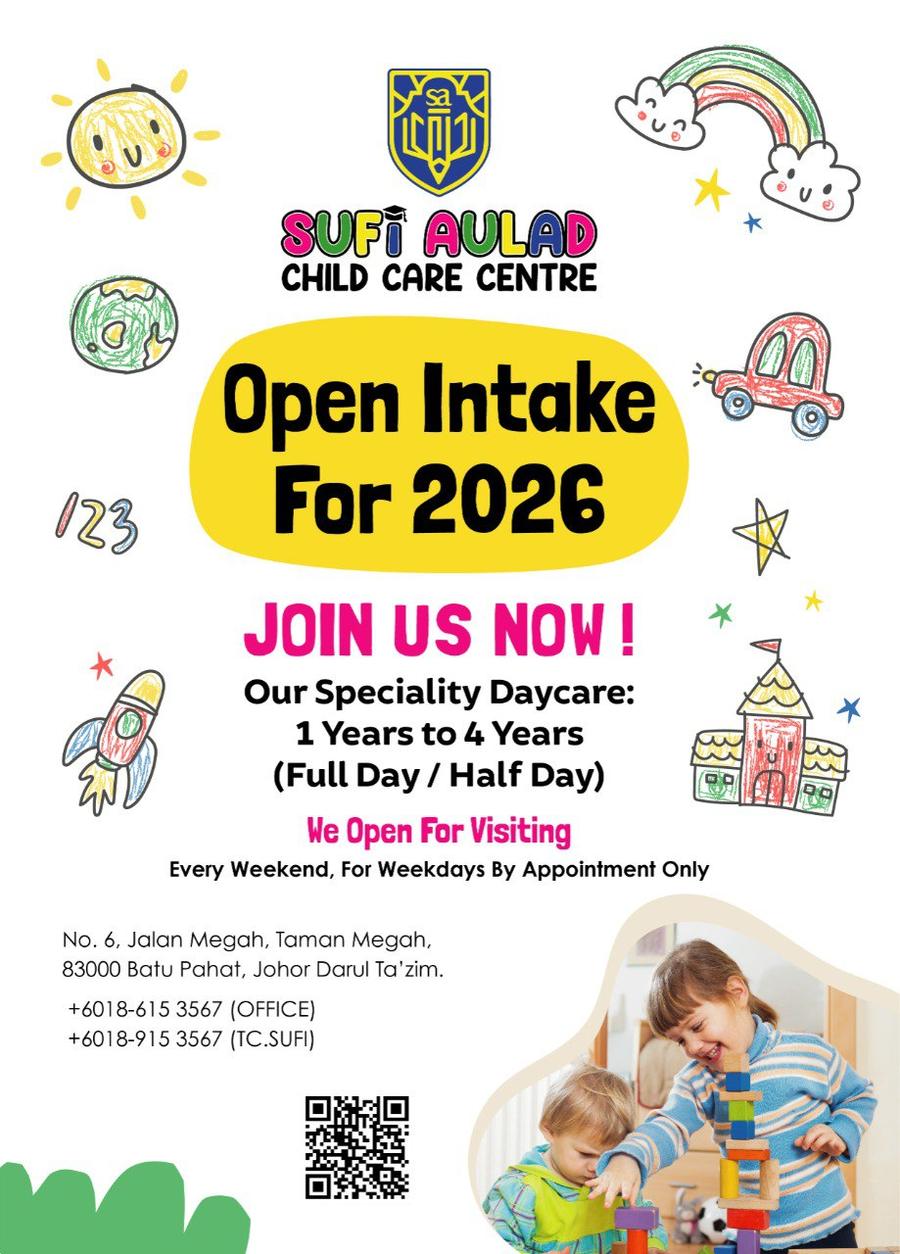 sa
SUFi AULAD
CHILD CARE CENTRE
Open Intake
For 2026
123
JOIN US NOW !
Our Speciality Daycare:
1 Years to 4 Years
(Full Day / Half Day)
We Open For Visiting
Every Weekend, For Weekdays By Appointment Only
No. 6, Jalan Megah, Taman Megah,
83000 Batu Pahat, Johor Darul Ta’zim.
+6018-615 3567 (OFFICE)
+6018-915 3567 (TC.SUFI)